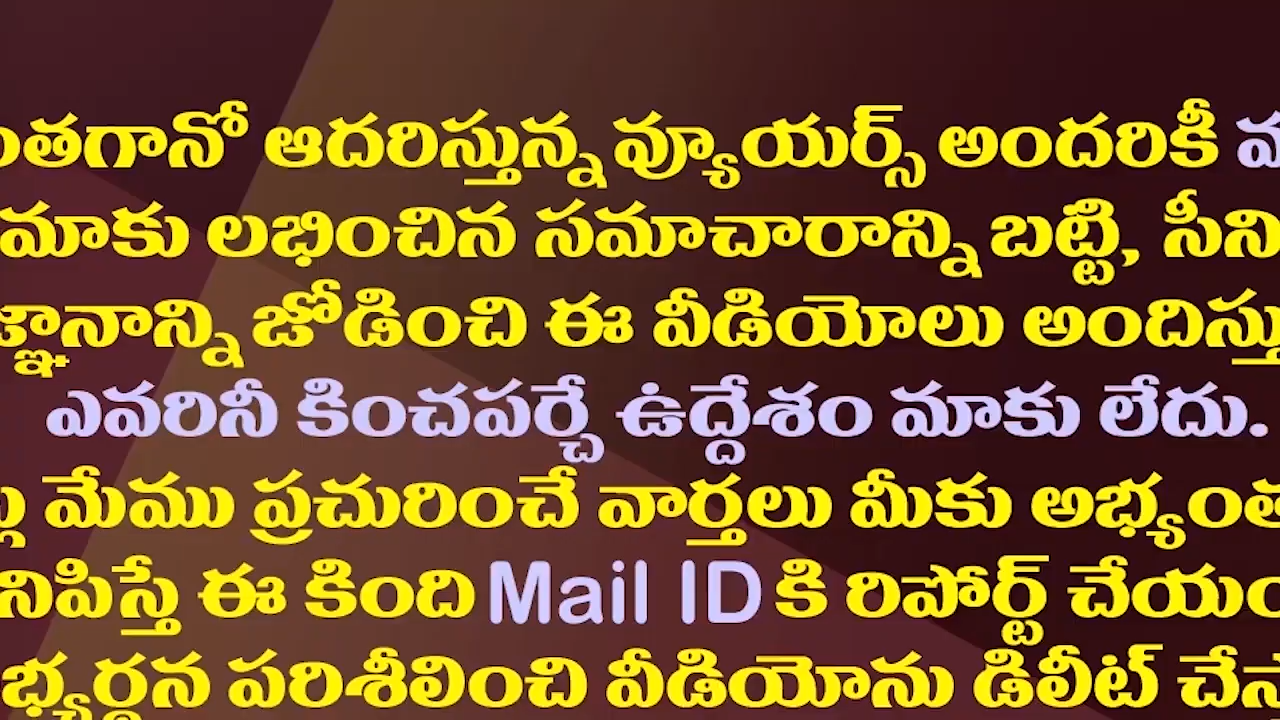 ఆదరిస్తున్న వ్యూయర్స్ అందరికీ
మాకు లభించిన సమాచారాన్ని బట్టి,
జోడించి ఈ వీడియోలు
ఎవరినీ కించపర్చే ఉద్దేశం మాకు లేదు.
మేము ప్రచురించే వార్తలు మీకు
ఈ కింది Mail ID కి రిపోర్ట్
పరిశీలించి వీడియోను డిలీట్